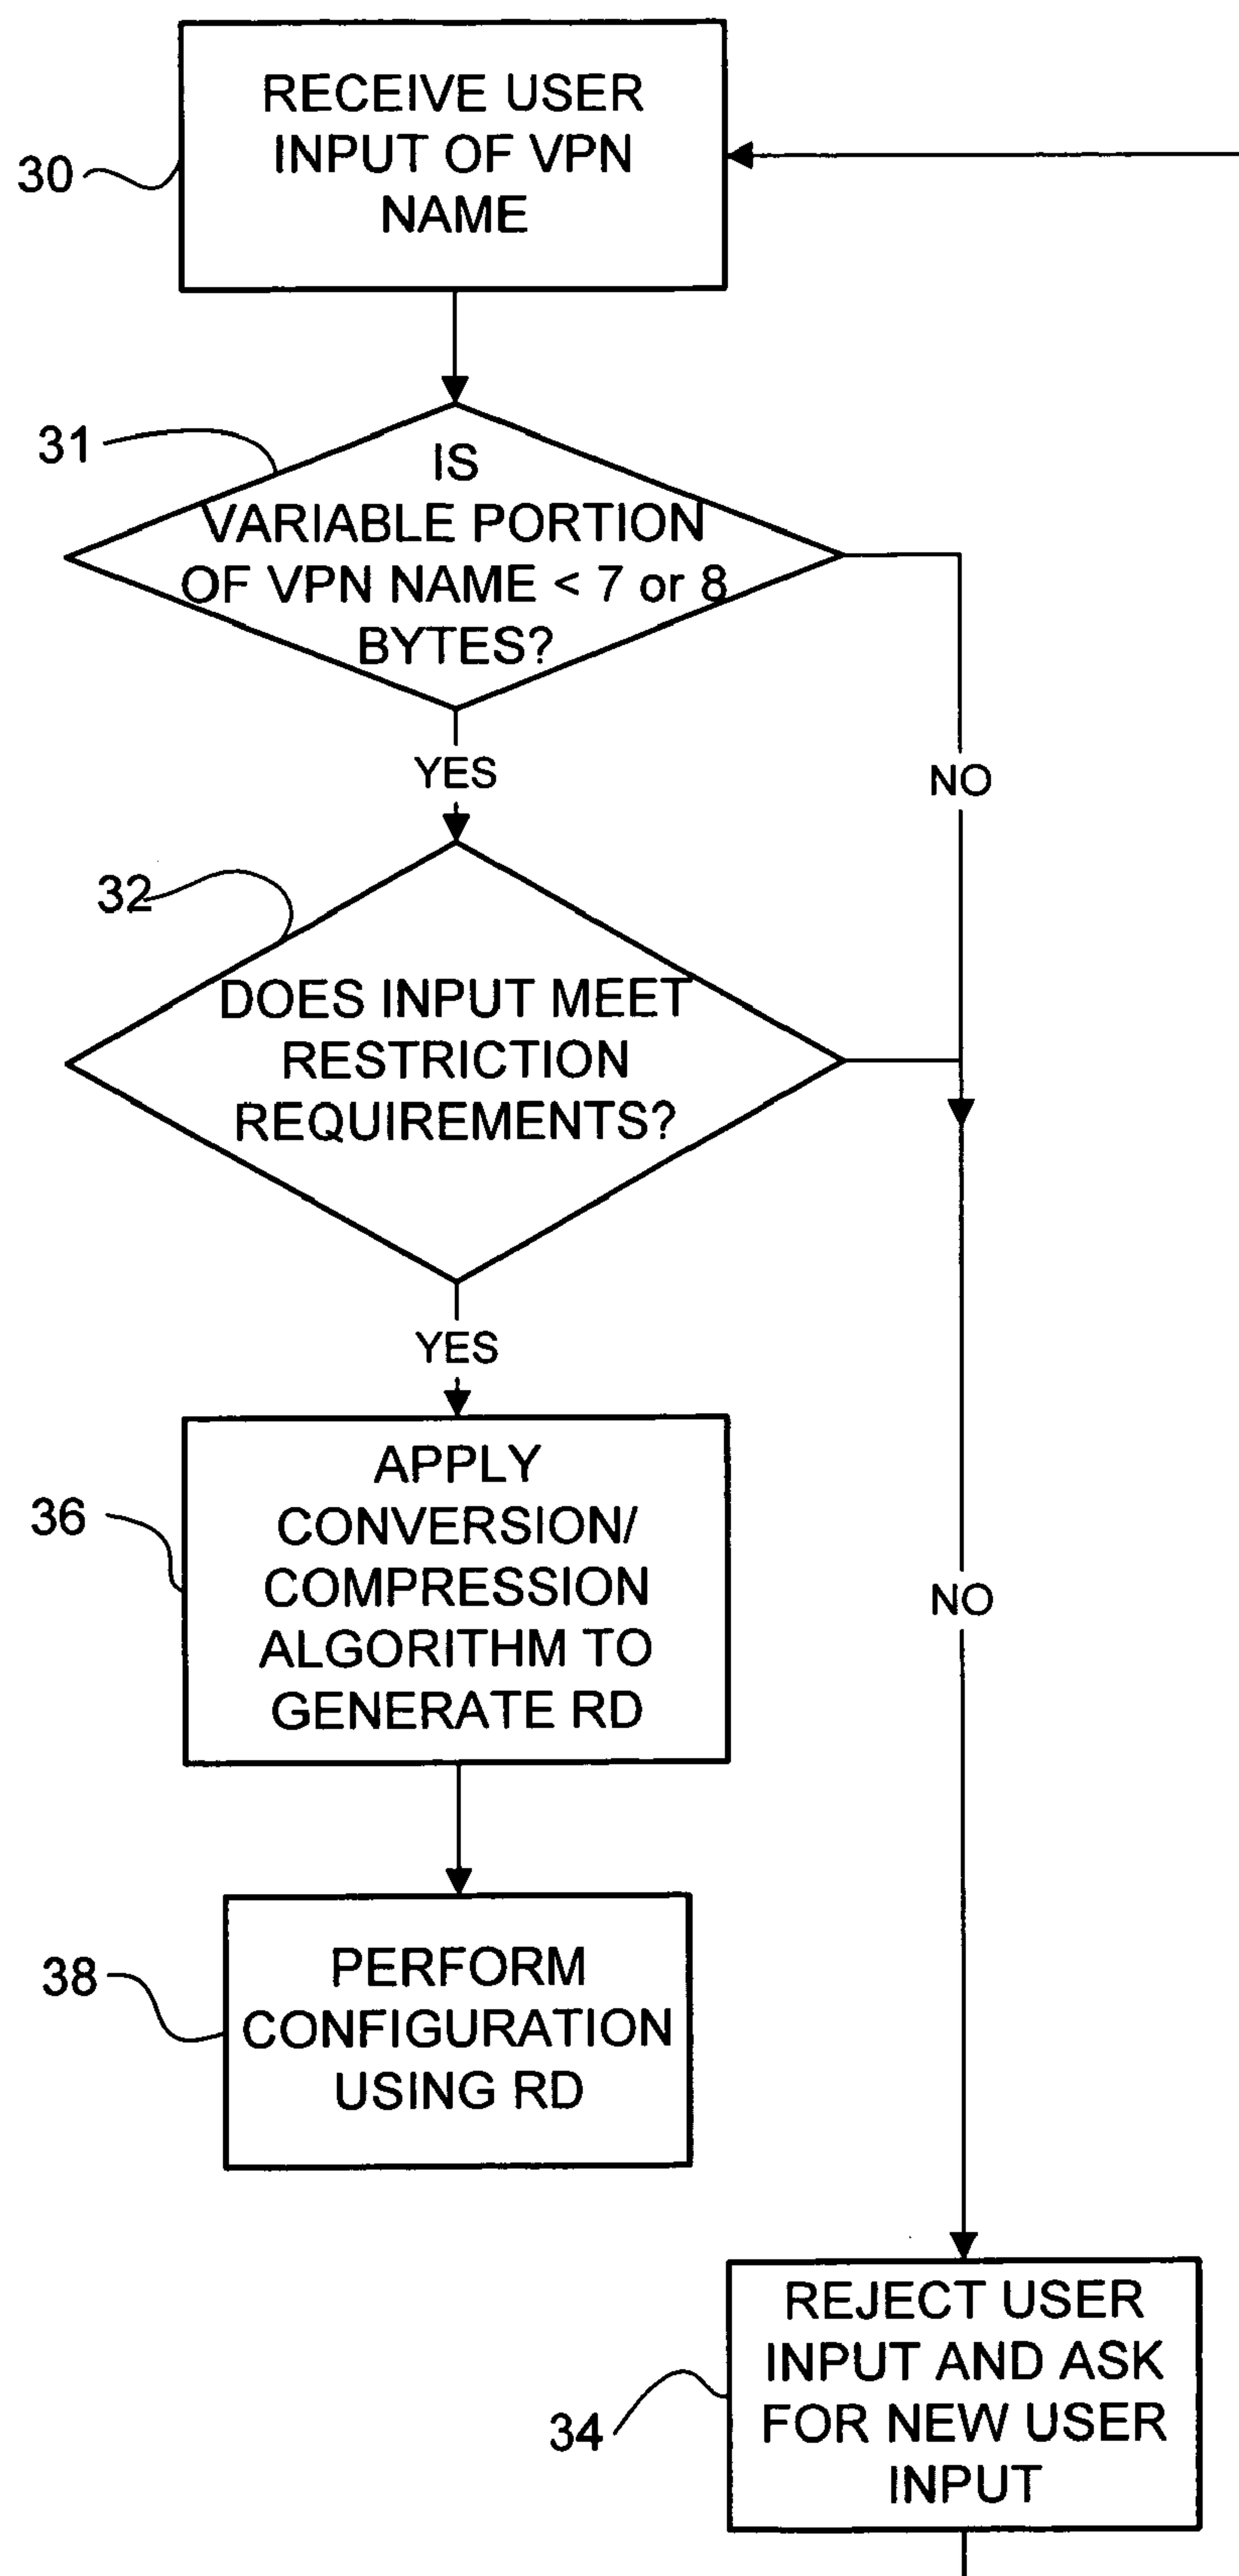 RECEIVE USER
INPUT OF VPN
NAME
30
31
IS
VARIABLE PORTION
OF VPN NAME < 7 or 8
BYTES?
YES
NO
32
DOES INPUT MEET
RESTRICTION
REQUIREMENTS?
YES
NO
36
APPLY
CONVERSION/
COMPRESSION
ALGORITHM TO
GENERATE RD
38
PERFORM
CONFIGURATION
USING RD
34
REJECT USER
INPUT AND ASK
FOR NEW USER
INPUT